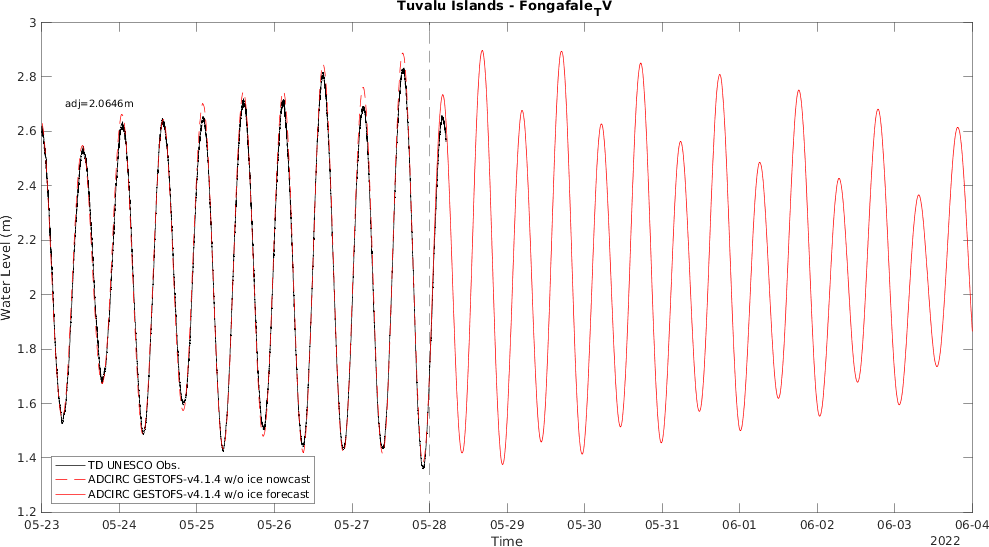 Tuvalu Islands - Fongafale_TV
3
2.8
adj=2.0646m
2.6
2.4
2.2
Water Level (m)
2
1.8
1.6
1.4
TD UNESCO Obs.
ADCIRC GESTOFS-v4.1.4 w/o ice nowcast
ADCIRC GESTOFS-v4.1.4 w/o ice forecast
1.2
05-23 05-24 05-25 05-26 05-27 05-28 05-29 05-30 05-31 06-01 06-02 06-03 06-04
Time
2022